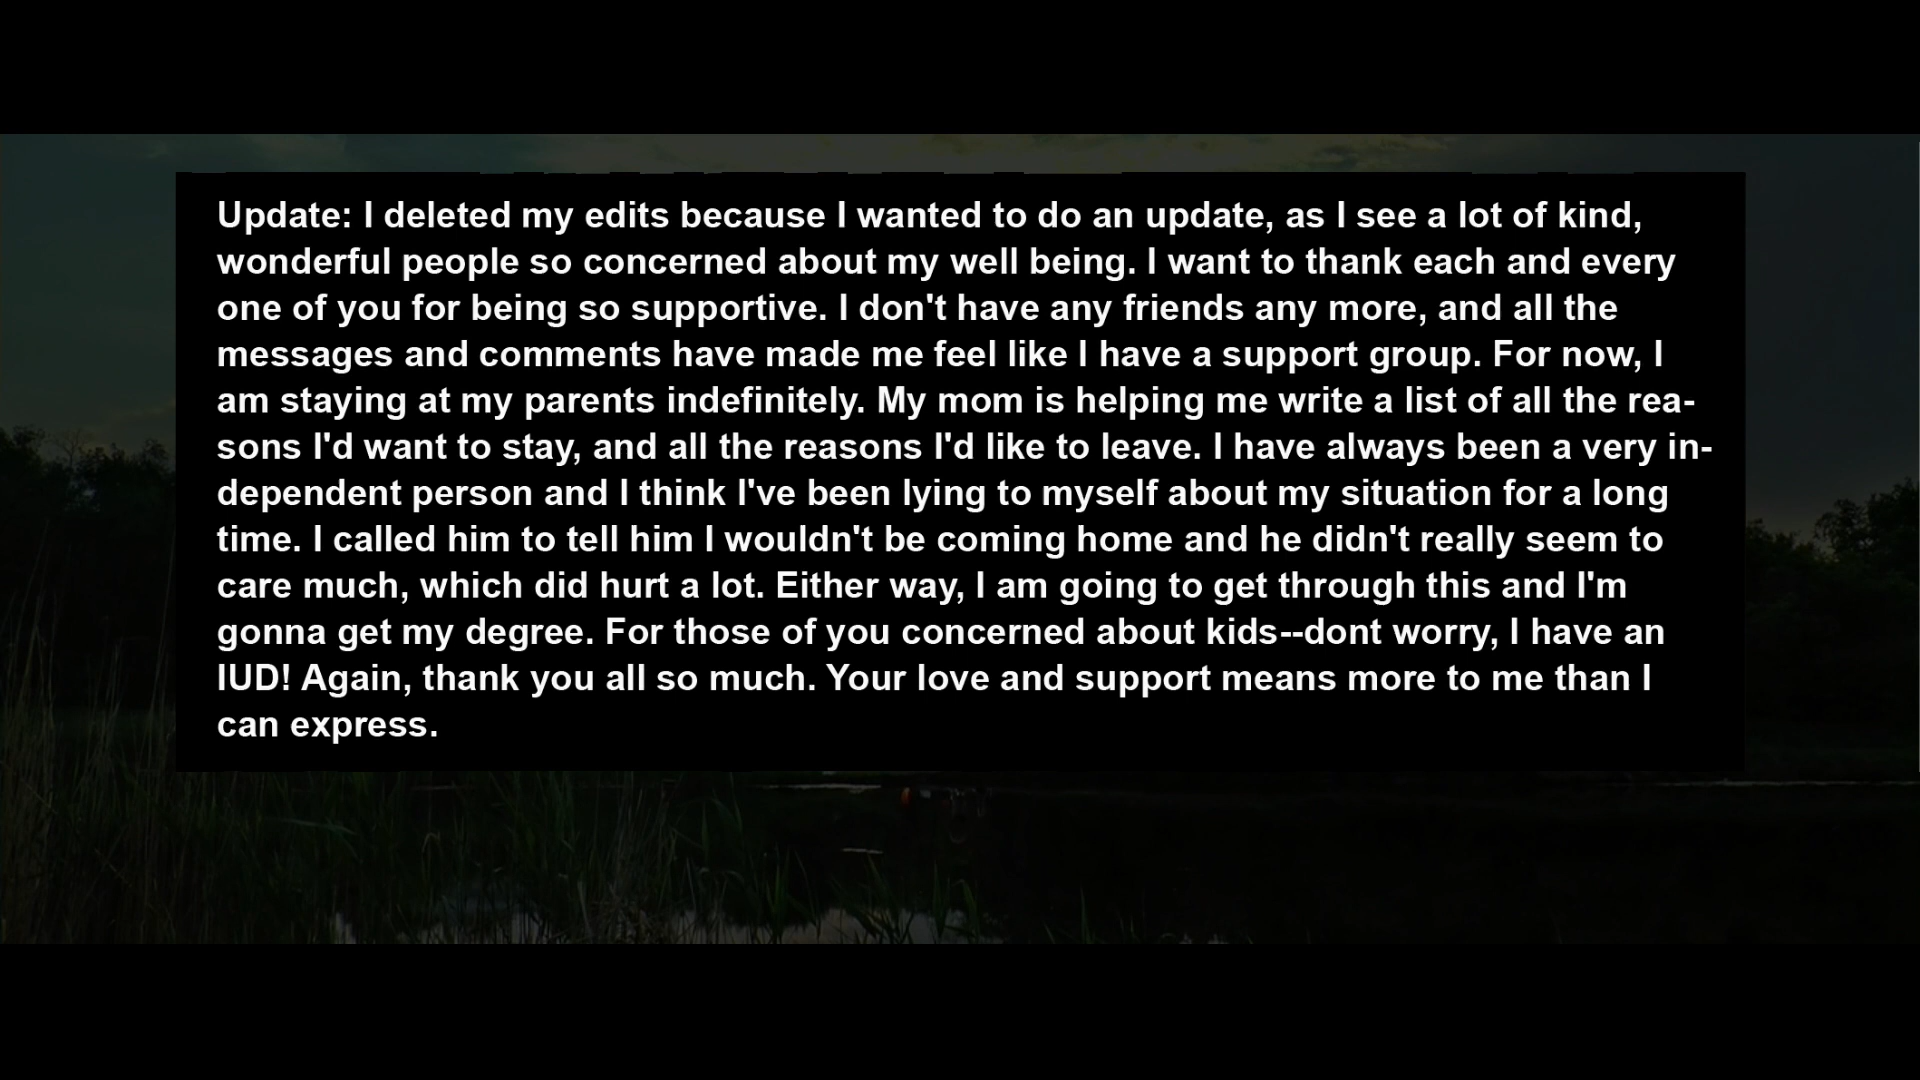 Update: I deleted my edits because I wanted to do an update, as I see a lot of kind,
wonderful people so concerned about my well being. I want to thank each and every
one of you for being so supportive. I don't have any friends any more, and all the
messages and comments have made me feel like I have a support group. For now, I
am staying at my parents indefinitely. My mom is helping me write a list of all the rea-
sons I'd want to stay, and all the reasons I'd like to leave. I have always been a very in-
dependent person and I think I've been lying to myself about my situation for a long
time. I called him to tell him I wouldn't be coming home and he didn't really seem to
care much, which did hurt a lot. Either way, I am going to get through this and I'm
gonna get my degree. For those of you concerned about kids--dont worry, I have an
IUD! Again, thank you all so much. Your love and support means more to me than I
can express.